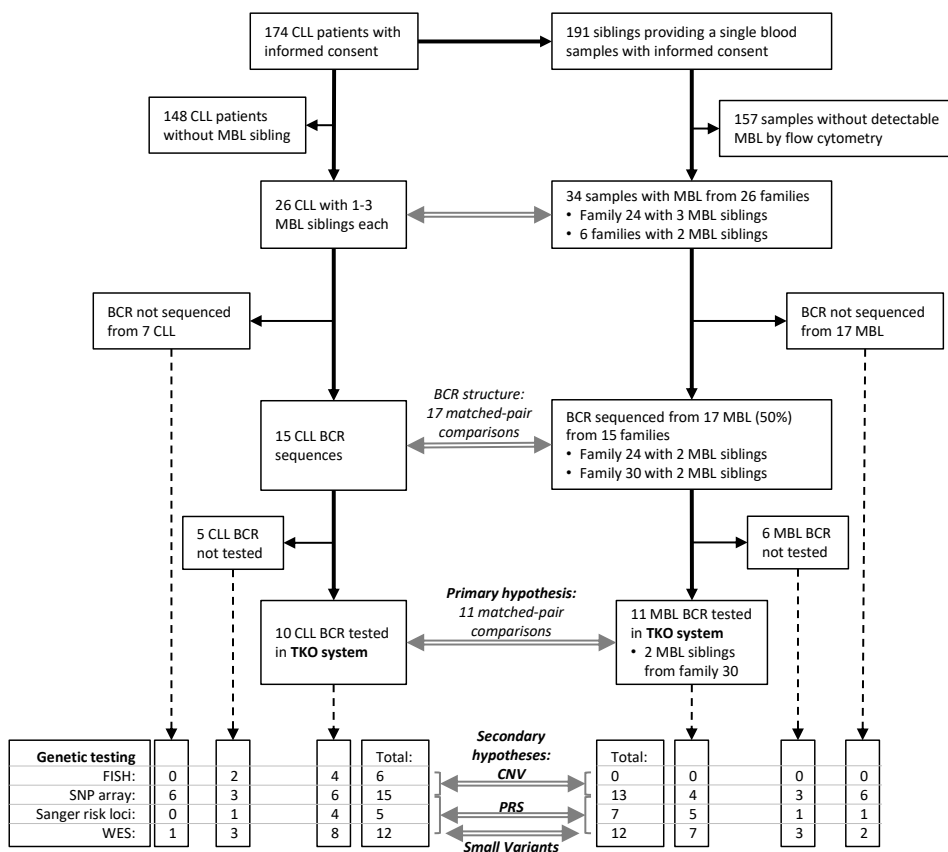 174 CLL patients with
informed consent
191 siblings providing a single blood
samples with informed consent
148 CLL patients
without MBL sibling
157 samples without detectable
MBL by flow cytometry
26 CLL with 1-3
MBL siblings each
34 samples with MBL from 26 families
• Family 24 with 3 MBL siblings
• 6 families with 2 MBL siblings
BCR not sequenced
from 7 CLL
BCR not sequenced
from 17 MBL
15 CLL BCR
sequences
BCR structure:
17 matched-pair
comparisons
BCR sequenced from 17 MBL (50%)
from 15 families
• Family 24 with 2 MBL siblings
• Family 30 with 2 MBL siblings
5 CLL BCR
not tested
6 MBL BCR
not tested
10 CLL BCR tested
in TKO system
Primary hypothesis:
11 matched-pair
comparisons
11 MBL BCR tested
in TKO system
• 2 MBL siblings
from family 30
Secondary
hypotheses:
CNV
PRS
Small Variants
Genetic testing Total: Total:
FISH: 0 2 4 6 0 0 0 0
SNP array: 6 3 6 15 13 4 3 6
Sanger risk loci: 0 1 4 5 7 5 1 1
WES: 1 3 8 12 12 7 3 2